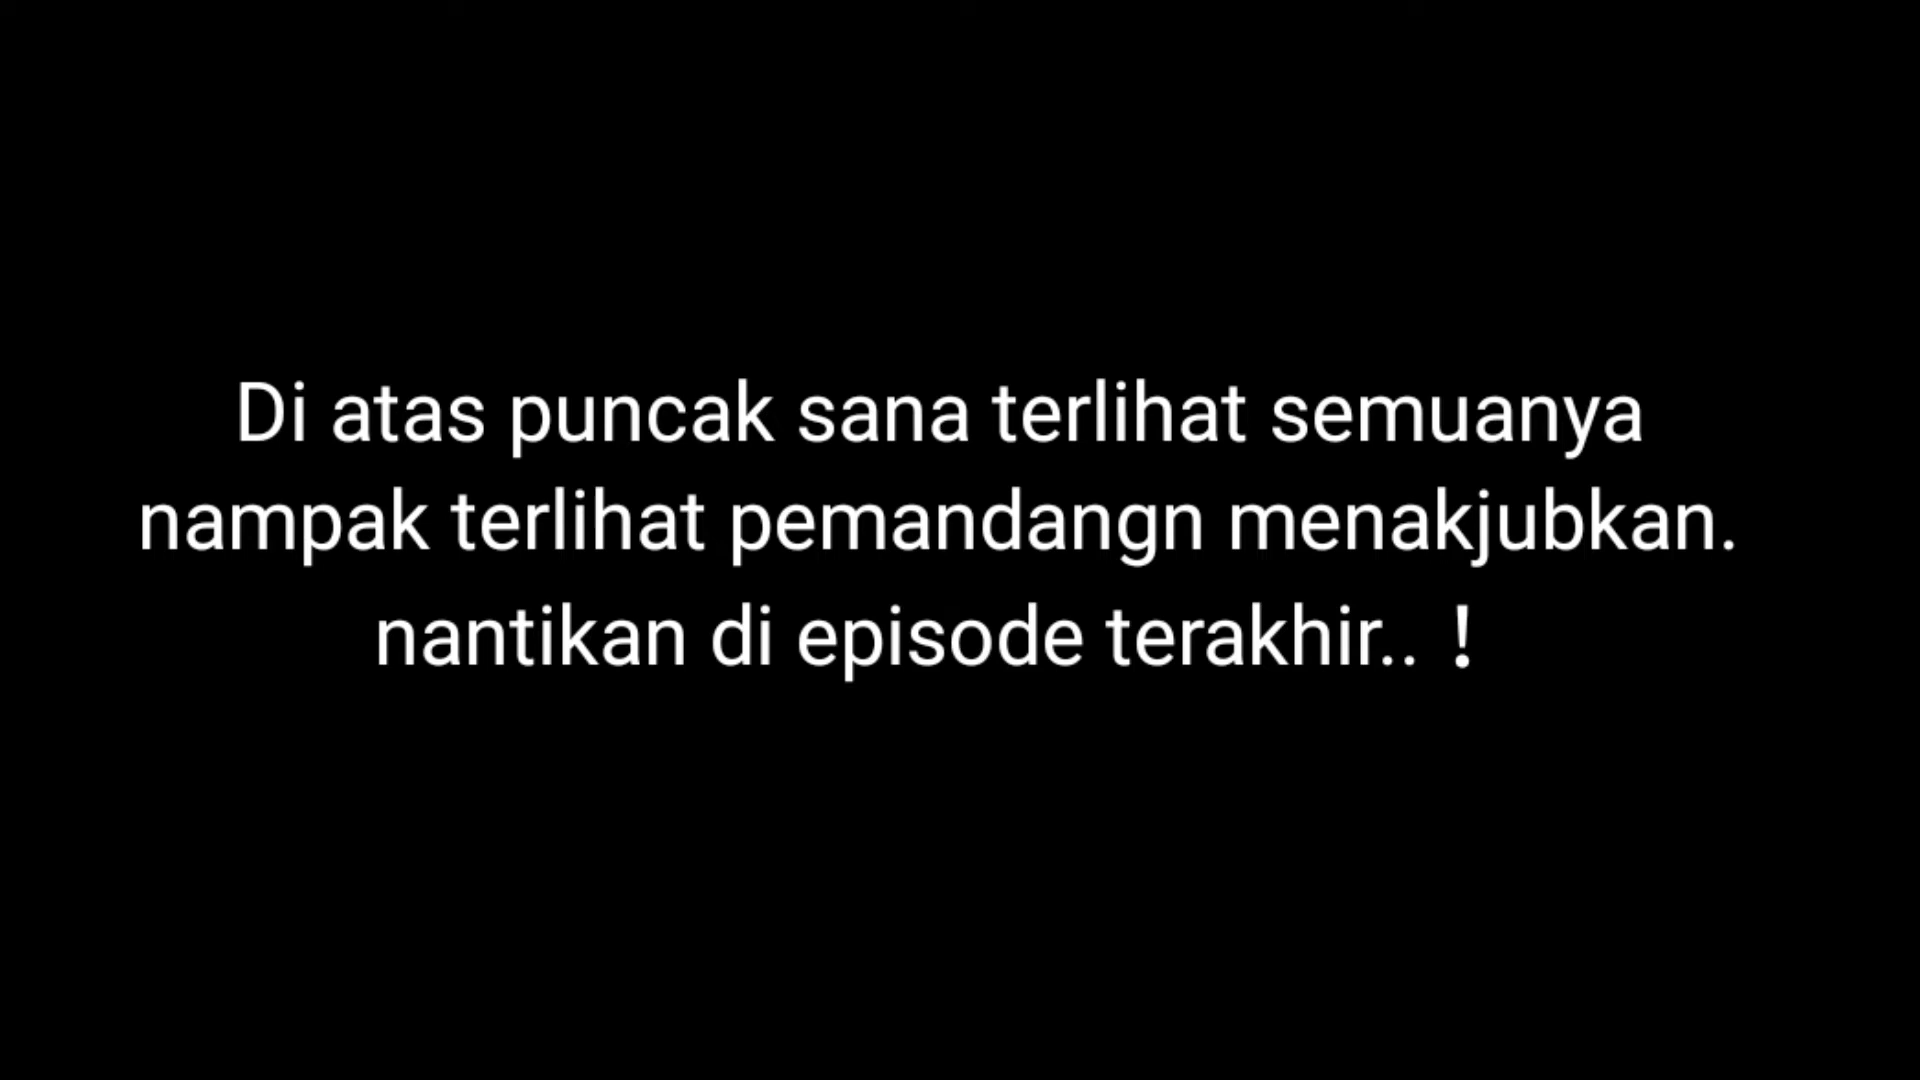 Di atas puncak sana terlihat semuanya
nampak terlihat pemandangn menakjubkan.
nantikan di episode terakhir.. !